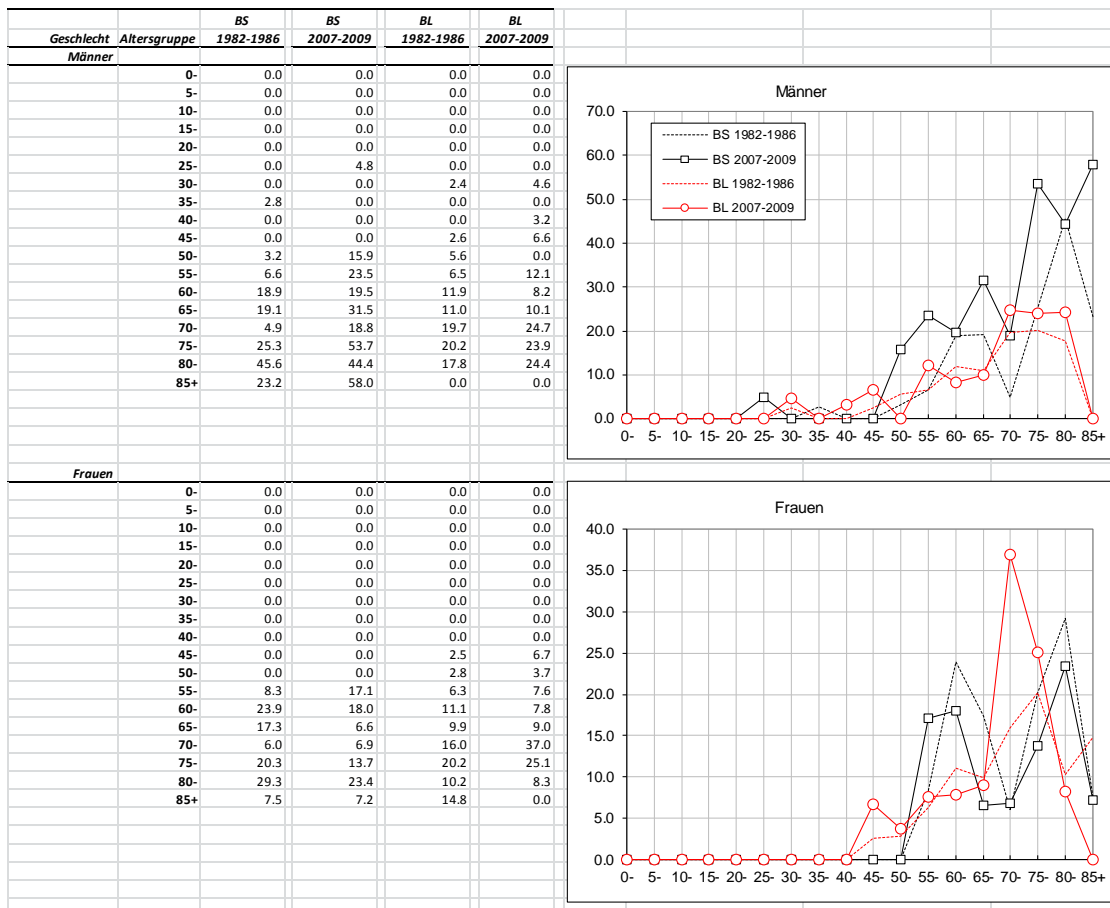 BS BS BL BL
Geschlecht Altersgruppe 1982-1986 2007-2009 1982-1986 2007-2009
Männer
0- 0.0 0.0 0.0 0.0
5- 0.0 0.0 0.0 0.0
10- 0.0 0.0 0.0 0.0
15- 0.0 0.0 0.0 0.0
20- 0.0 0.0 0.0 0.0
25- 0.0 4.8 0.0 0.0
30- 0.0 0.0 2.4 4.6
35- 2.8 0.0 0.0 0.0
40- 0.0 0.0 0.0 3.2
45- 0.0 0.0 2.6 6.6
50- 3.2 15.9 5.6 0.0
55- 6.6 23.5 6.5 12.1
60- 18.9 19.5 11.9 8.2
65- 19.1 31.5 11.0 10.1
70- 4.9 18.8 19.7 24.7
75- 25.3 53.7 20.2 23.9
80- 45.6 44.4 17.8 24.4
85+ 23.2 58.0 0.0 0.0
Männer
70.0
60.0
50.0
40.0
30.0
20.0
10.0
0.0
BS 1982-1986
BS 2007-2009
BL 1982-1986
BL 2007-2009
0- 5- 10- 15- 20- 25- 30- 35- 40- 45- 50- 55- 60- 65- 70- 75- 80- 85+
Frauen
0- 0.0 0.0 0.0 0.0
5- 0.0 0.0 0.0 0.0
10- 0.0 0.0 0.0 0.0
15- 0.0 0.0 0.0 0.0
20- 0.0 0.0 0.0 0.0
25- 0.0 0.0 0.0 0.0
30- 0.0 0.0 0.0 0.0
35- 0.0 0.0 0.0 0.0
40- 0.0 0.0 0.0 0.0
45- 0.0 0.0 2.5 6.7
50- 0.0 0.0 2.8 3.7
55- 8.3 17.1 6.3 7.6
60- 23.9 18.0 11.1 7.8
65- 17.3 6.6 9.9 9.0
70- 6.0 6.9 16.0 37.0
75- 20.3 13.7 20.2 25.1
80- 29.3 23.4 10.2 8.3
85+ 7.5 7.2 14.8 0.0
Frauen
40.0
35.0
30.0
25.0
20.0
15.0
10.0
5.0
0.0
0- 5- 10- 15- 20- 25- 30- 35- 40- 45- 50- 55- 60- 65- 70- 75- 80- 85+